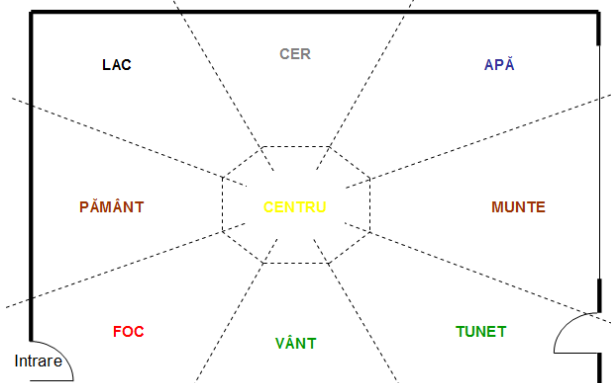 CER
LAC
APĂ
PĂMÂNT
CENTRU
MUNTE
FOC
VÂNT
TUNET
Intrare